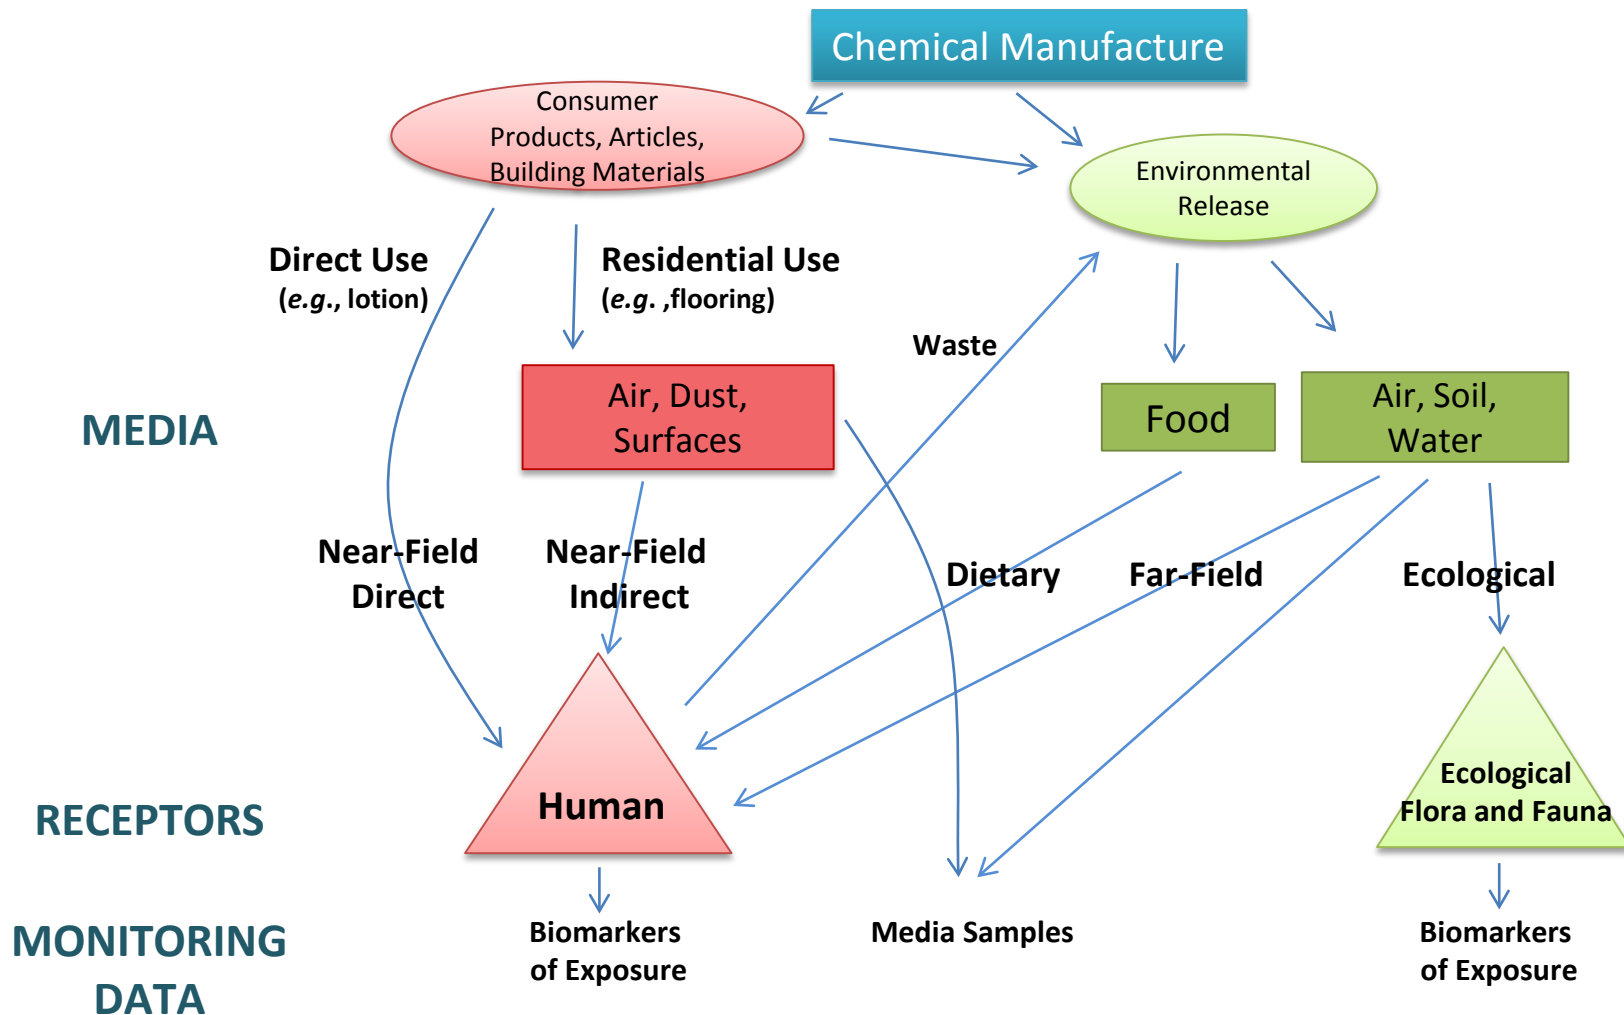 Chemical Manufacture
Consumer
Products, Articles,
Building Materials
Environmental
Release
Direct Use
(e.g., lotion)
Residential Use
(e.g. ,flooring)
Waste
MEDIA
Air, Dust,
Surfaces
Food
Air, Soil,
Water
Near-Field
Direct
Near-Field
Indirect
Dietary
Far-Field
Ecological
RECEPTORS
Human
Ecological
Flora and Fauna
MONITORING
DATA
Biomarkers
of Exposure
Media Samples
Biomarkers
of Exposure